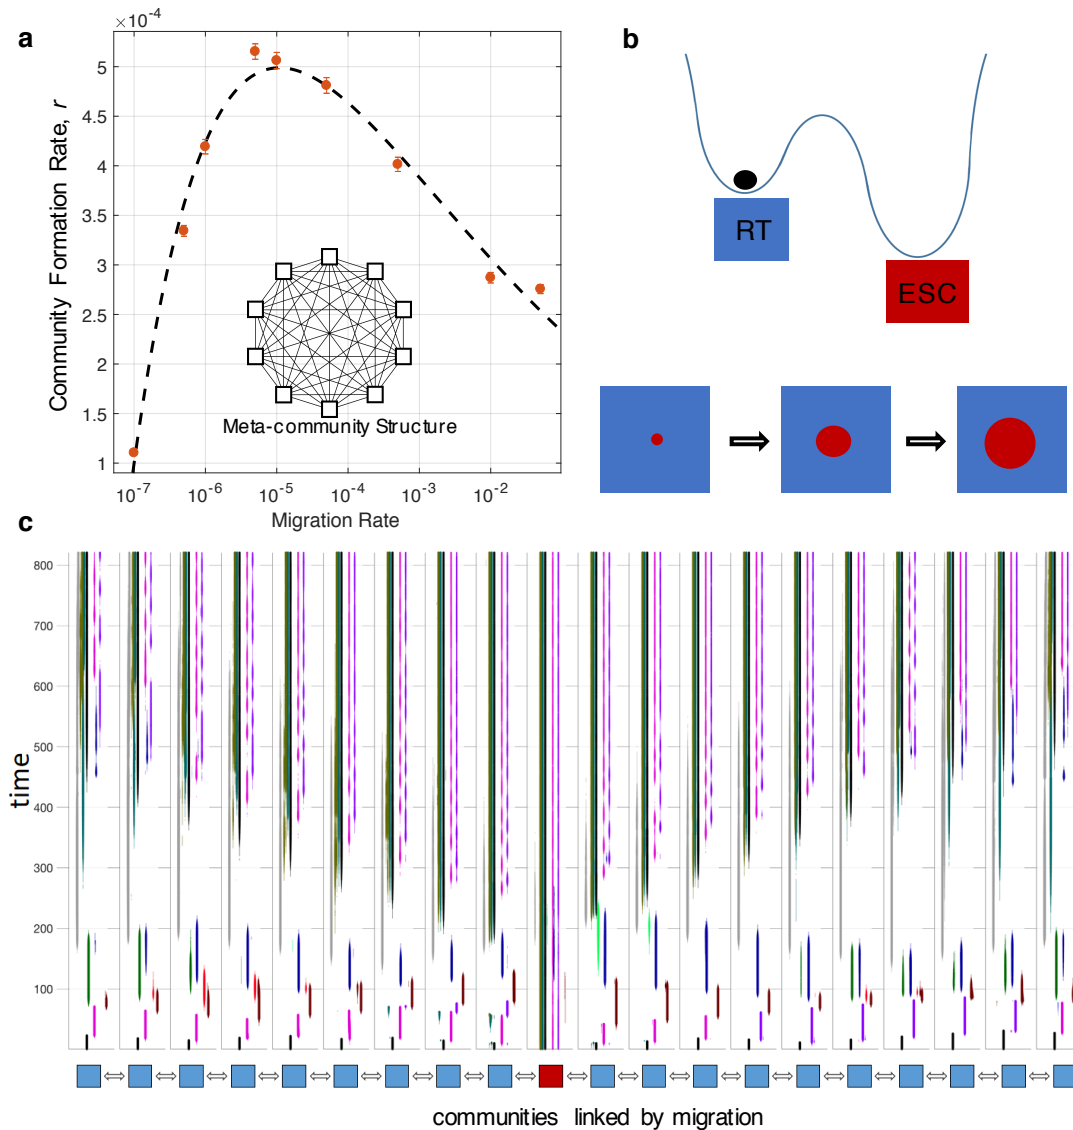 a
×10^-4
Community Formation Rate, r
5
4.5
4
3.5
3
2.5
2
1.5
1
Meta-community Structure
10^-7
10^-6
10^-5
10^-4
10^-3
10^-2
Migration Rate
b
RT
ESC
c
time
800
700
600
500
400
300
200
100
communities linked by migration